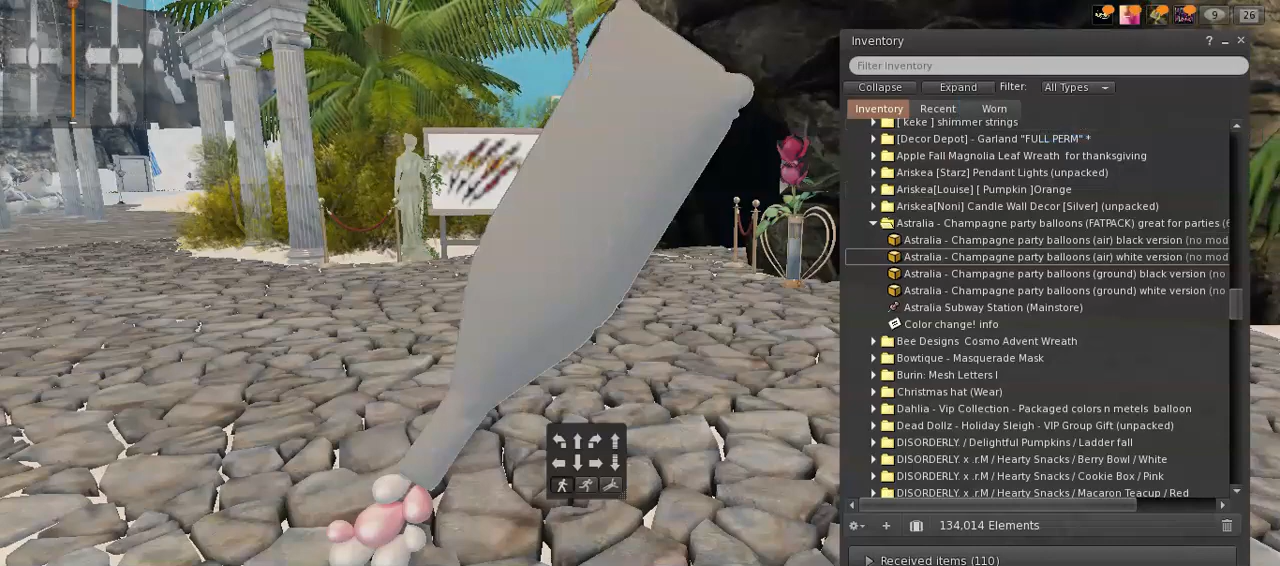 9
26
Inventory
?
Filter Inventory
Collapse
Expand
Filter:
All Types
Inventory
Recent
Worn
[ keke ] shimmer strings
[Decor Depot] - Garland "FULL PERM" *
Apple Fall Magnolia Leaf Wreath for thanksgiving
Ariskea [Starz] Pendant Lights (unpacked)
Ariskea[Louise] [ Pumpkin ]Orange
Ariskea[Noni] Candle Wall Decor [Silver] (unpacked)
Astralia - Champagne party balloons (FATPACK) great for parties (6
Astralia - Champagne party balloons (air) black version (no mod
Astralia - Champagne party balloons (air) white version (no mod
Astralia - Champagne party balloons (ground) black version (no
Astralia - Champagne party balloons (ground) white version (no
Astralia Subway Station (Mainstore)
Color change! info
Bee Designs Cosmo Advent Wreath
Bowtique - Masquerade Mask
Burin: Mesh Letters I
Christmas hat (Wear)
Dahlia - Vip Collection - Packaged colors n metels balloon
Dead Dollz - Holiday Sleigh - VIP Group Gift (unpacked)
DISORDERLY. / Delightful Pumpkins / Ladder fall
DISORDERLY. x .r.M / Hearty Snacks / Berry Bowl / White
DISORDERLY. x .r.M / Hearty Snacks / Cookie Box / Pink
DISORDERLY. x .r.M / Hearty Snacks / Macaron Teacup / Red
134,014 Elements
Received items (110)